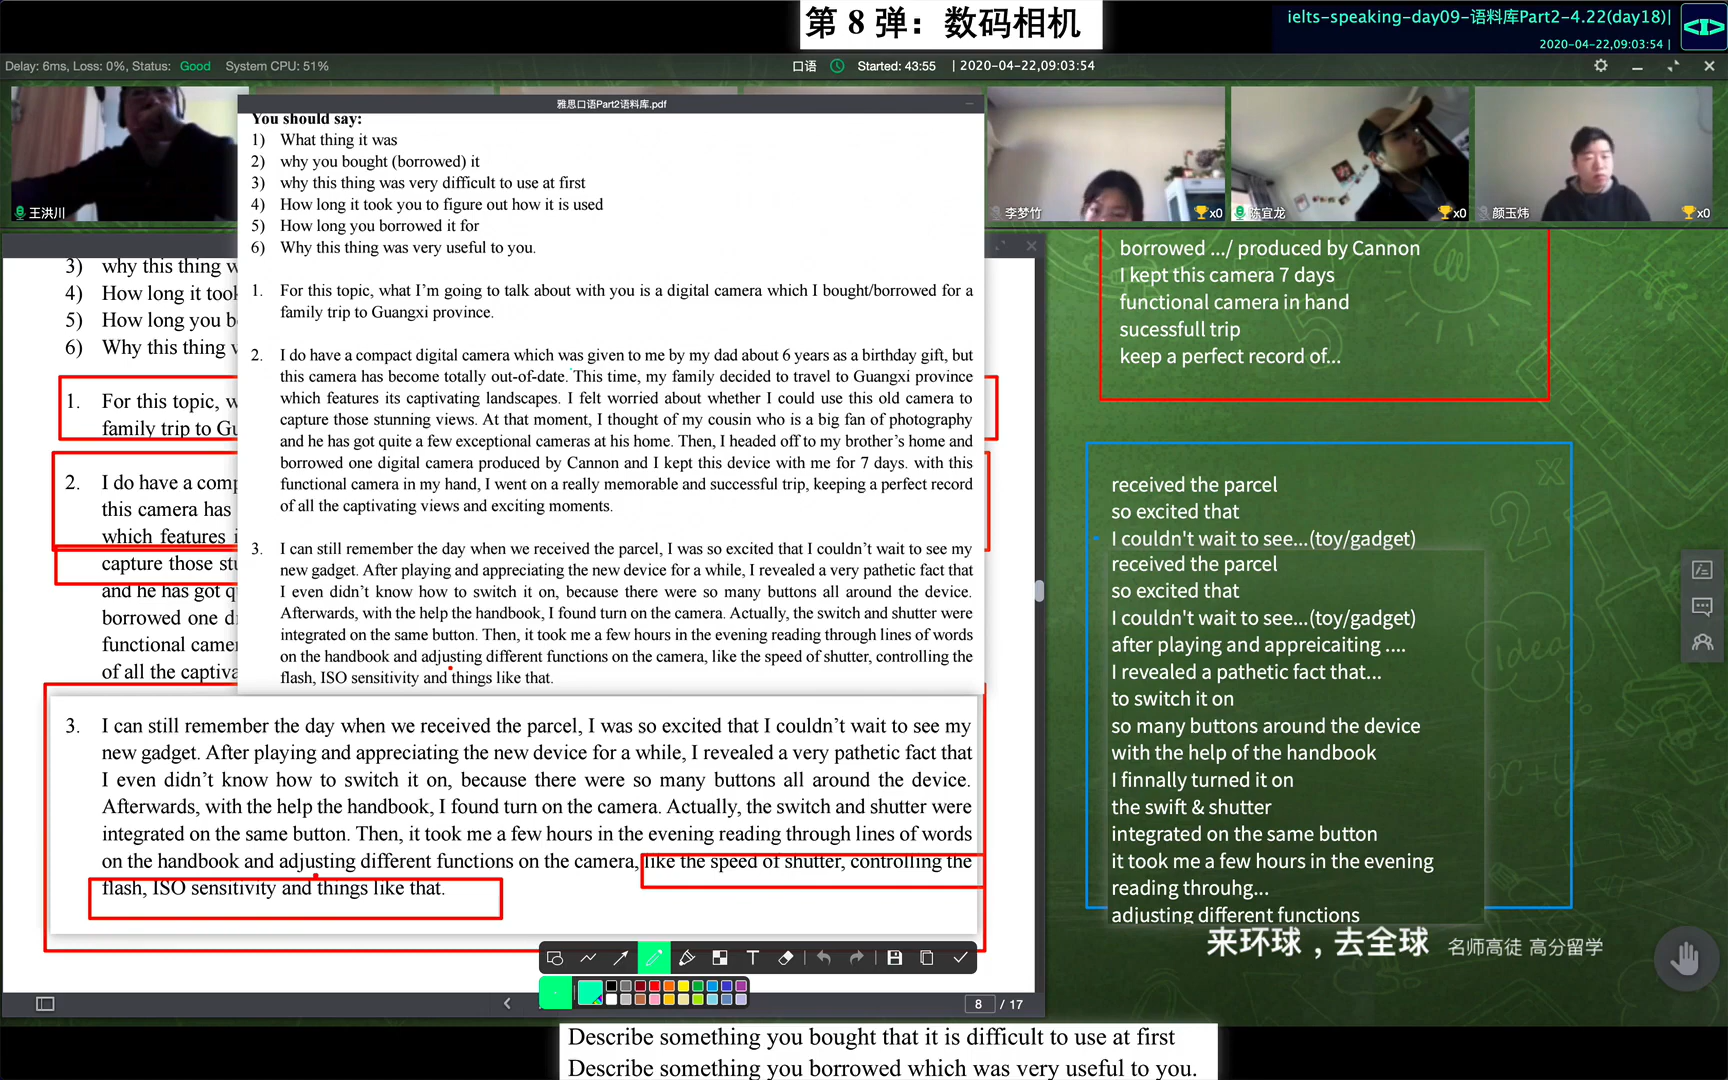 第 8 弹：数码相机
ielts-speaking-day09-语料库Part2-4.22(day18)|
2020-04-22,09:03:54 |
Delay: 6ms, Loss: 0%, Status: Good System CPU: 51%
口语 Started: 43:55 | 2020-04-22,09:03:54
王洪川
李梦竹
x0
陈宜龙
x0
颜玉炜
x0
雅思口语Part2语料库.pdf
You should say:
1) What thing it was
2) why you bought (borrowed) it
3) why this thing was very difficult to use at first
4) How long it took you to figure out how it is used
5) How long you borrowed it for
6) Why this thing was very useful to you.
1. For this topic, what I'm going to talk about with you is a digital camera which I bought/borrowed for a
family trip to Guangxi province.
2. I do have a compact digital camera which was given to me by my dad about 6 years as a birthday gift, but
this camera has become totally out-of-date. This time, my family decided to travel to Guangxi province
which features its captivating landscapes. I felt worried about whether I could use this old camera to
capture those stunning views. At that moment, I thought of my cousin who is a big fan of photography
and he has got quite a few exceptional cameras at his home. Then, I headed off to my brother's home and
borrowed one digital camera produced by Cannon and I kept this device with me for 7 days. with this
functional camera in my hand, I went on a really memorable and successful trip, keeping a perfect record
of all the captivating views and exciting moments.
3. I can still remember the day when we received the parcel, I was so excited that I couldn't wait to see my
new gadget. After playing and appreciating the new device for a while, I revealed a very pathetic fact that
I even didn't know how to switch it on, because there were so many buttons all around the device.
Afterwards, with the help the handbook, I found turn on the camera. Actually, the switch and shutter were
integrated on the same button. Then, it took me a few hours in the evening reading through lines of words
on the handbook and adjusting different functions on the camera, like the speed of shutter, controlling the
flash, ISO sensitivity and things like that.
3) why this thing w
4) How long it took
5) How long you b
6) Why this thing
1. For this topic, w
family trip to Gu
2. I do have a comp
this camera has
which features i
capture those stu
and he has got q
borrowed one di
functional came
of all the captiva
3. I can still remember the day when we received the parcel, I was so excited that I couldn't wait to see my
new gadget. After playing and appreciating the new device for a while, I revealed a very pathetic fact that
I even didn't know how to switch it on, because there were so many buttons all around the device.
Afterwards, with the help the handbook, I found turn on the camera. Actually, the switch and shutter were
integrated on the same button. Then, it took me a few hours in the evening reading through lines of words
on the handbook and adjusting different functions on the camera, like the speed of shutter, controlling the
flash, ISO sensitivity and things like that.
8 / 17
borrowed .../ produced by Cannon
I kept this camera 7 days
functional camera in hand
sucessfull trip
keep a perfect record of...
received the parcel
so excited that
I couldn't wait to see...(toy/gadget)
received the parcel
so excited that
I couldn't wait to see...(toy/gadget)
after playing and appreicaiting ....
I revealed a pathetic fact that...
to switch it on
so many buttons around the device
with the help of the handbook
I finnally turned it on
the swift & shutter
integrated on the same button
it took me a few hours in the evening
reading throuhg...
adjusting different functions
来环球，去全球 名师高徒 高分留学
Describe something you bought that it is difficult to use at first
Describe something you borrowed which was very useful to you.